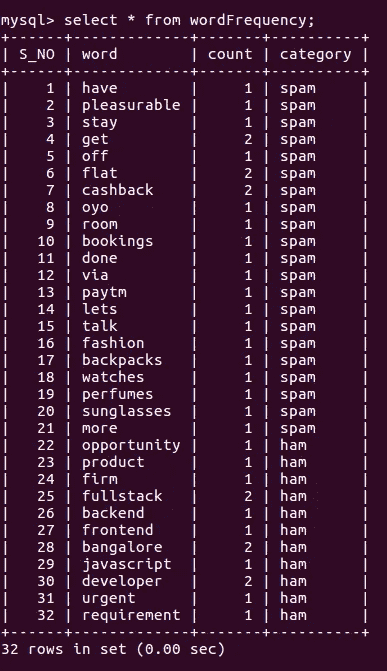 mysql> select * from wordFrequency;
+------+-------------+-------+----------+
| S_NO | word        | count | category |
+------+-------------+-------+----------+
|    1 | have        |     1 | spam     |
|    2 | pleasurable |     1 | spam     |
|    3 | stay        |     1 | spam     |
|    4 | get         |     2 | spam     |
|    5 | off         |     1 | spam     |
|    6 | flat        |     2 | spam     |
|    7 | cashback    |     2 | spam     |
|    8 | oyo         |     1 | spam     |
|    9 | room        |     1 | spam     |
|   10 | bookings    |     1 | spam     |
|   11 | done        |     1 | spam     |
|   12 | via         |     1 | spam     |
|   13 | paytm       |     1 | spam     |
|   14 | lets        |     1 | spam     |
|   15 | talk        |     1 | spam     |
|   16 | fashion     |     1 | spam     |
|   17 | backpacks   |     1 | spam     |
|   18 | watches     |     1 | spam     |
|   19 | perfumes    |     1 | spam     |
|   20 | sunglasses  |     1 | spam     |
|   21 | more        |     1 | spam     |
|   22 | opportunity |     1 | ham      |
|   23 | product     |     1 | ham      |
|   24 | firm        |     1 | ham      |
|   25 | fullstack   |     2 | ham      |
|   26 | backend     |     1 | ham      |
|   27 | frontend    |     1 | ham      |
|   28 | bangalore   |     2 | ham      |
|   29 | javascript  |     1 | ham      |
|   30 | developer   |     2 | ham      |
|   31 | urgent      |     1 | ham      |
|   32 | requirement |     1 | ham      |
+------+-------------+-------+----------+
32 rows in set (0.00 sec)